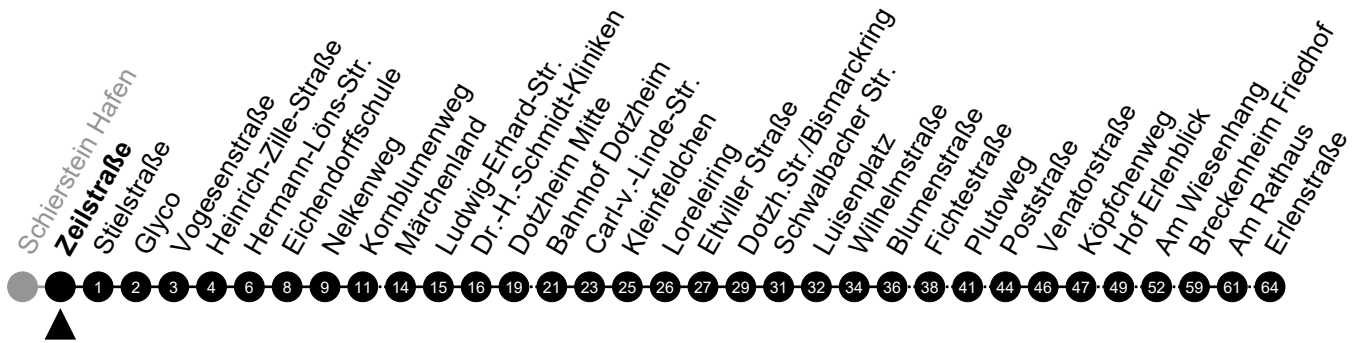 Schierstein Hafen
Zeilstraße
Stielstraße
Glyco
Vogesenstraße
Heinrich-Zille-Straße
Hermann-Löns-Str.
Eichendorffschule
Nelkenweg
Kornblumenweg
Märchenland
Ludwig-Erhard-Str.
Dr.-H.-Schmidt-Kliniken
Dotzheim Mitte
Bahnhof Dotzheim
Carl-v.-Linde-Str.
Kleinfeldchen
Loreleiring
Eltviller Straße
Dotzh.Str./Bismarckring
Schwalbacher Str.
Luisenplatz
Wilhelmstraße
Blumenstraße
Fichtestraße
Plutoweg
Poststraße
Venatorstraße
Köpfchenweg
Hof Erlenblick
Am Wiesenhang
Breckenheim Friedhof
Am Rathaus
Erlenstraße
1 2 3 4 6 8 9 11 14 15 16 19 21 23 25 26 27 29 31 32 34 36 38 41 44 46 47 49 52 59 61 64